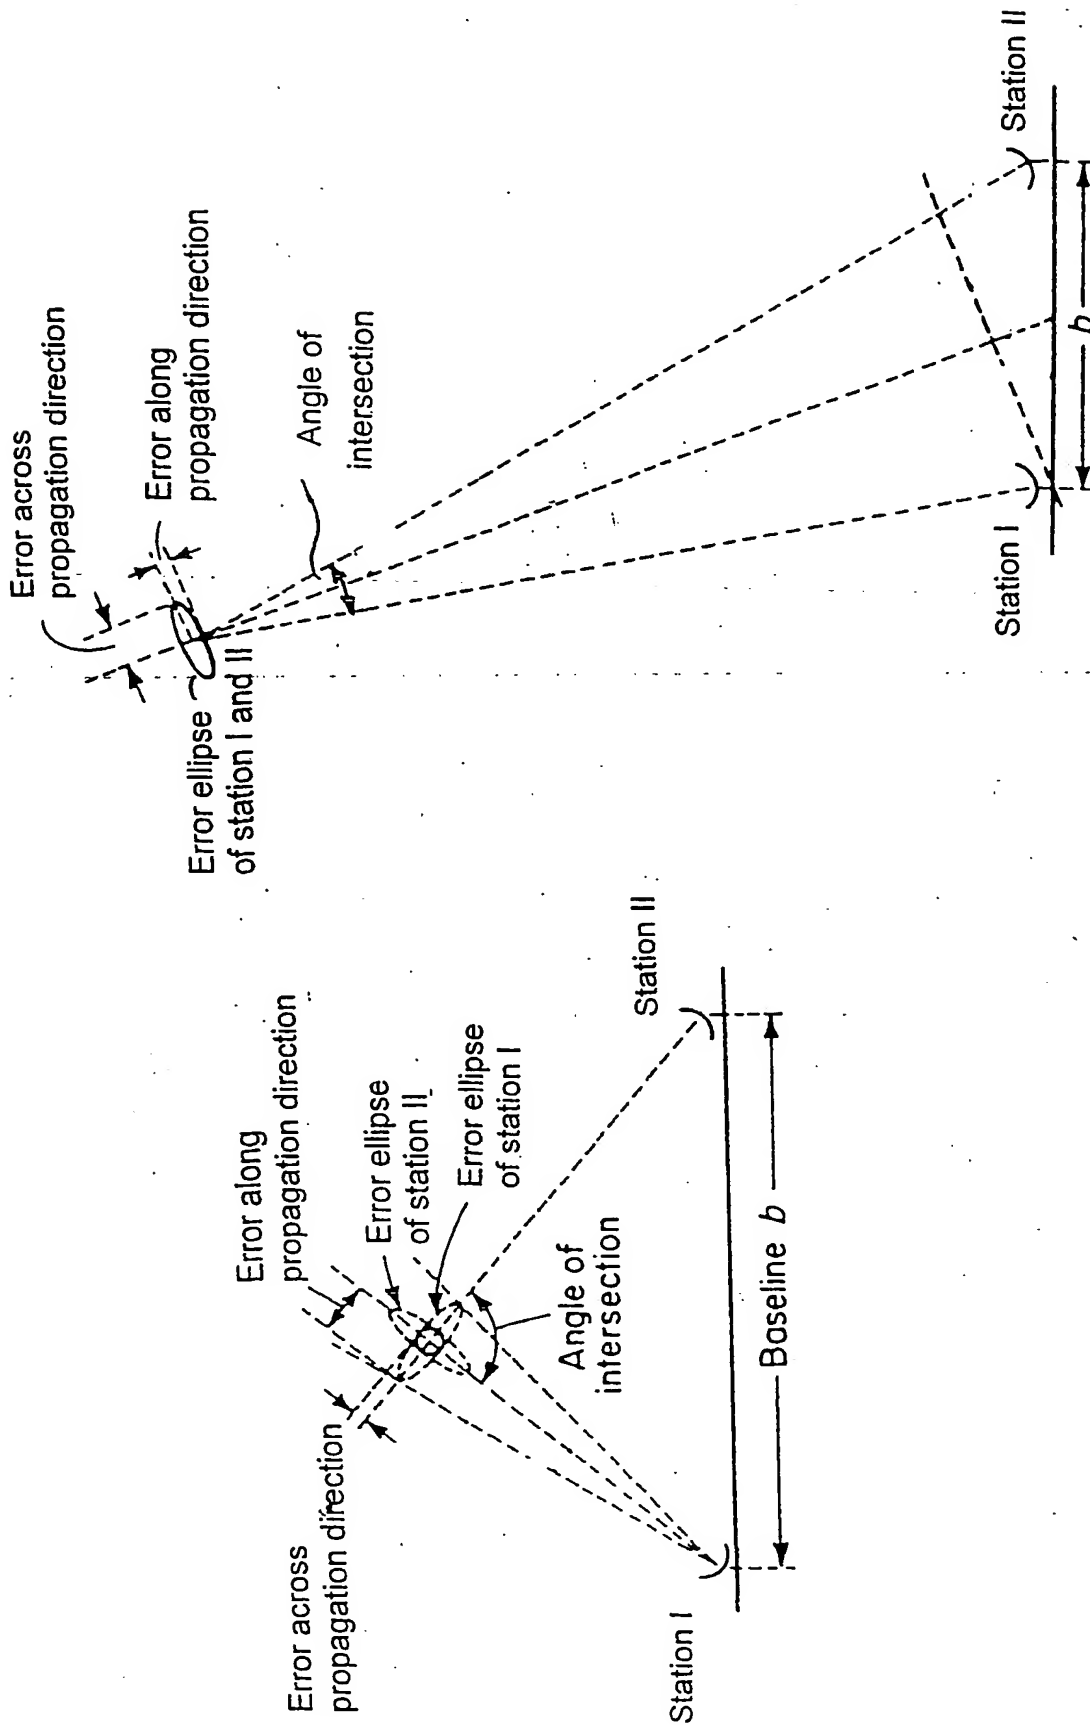 Error across
propagation direction
Error along
propagation direction
Error ellipse
of station II
Error ellipse
of station I
Angle of
intersection
Station I
Station II
Baseline b
Error across
propagation direction
Error along
propagation direction
Error ellipse
of station I and II
Angle of
intersection
Station I
Station II
b